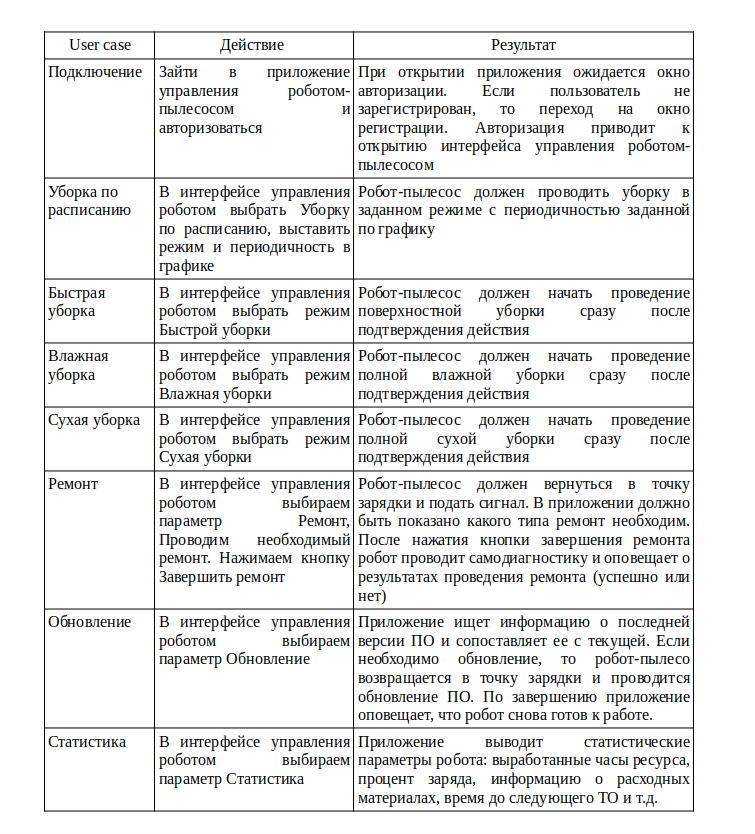 User case
Действие
Результат
Подключение
Зайти в приложение
управления роботом-
пылесосом и
авторизоваться
При открытии приложения ожидается окно
авторизации. Если пользователь не
зарегистрирован, то переход на окно
регистрации. Авторизация приводит к
открытию интерфейса управления роботом-
пылесосом
Уборка по
расписанию
В интерфейсе управления
роботом выбрать Уборку
по расписанию, выставить
режим и периодичность в
графике
Робот-пылесос должен проводить уборку в
заданном режиме с периодичностью заданной
по графику
Быстрая
уборка
В интерфейсе управления
роботом выбрать режим
Быстрой уборки
Робот-пылесос должен начать проведение
поверхностной уборки сразу после
подтверждения действия
Влажная
уборка
В интерфейсе управления
роботом выбрать режим
Влажная уборки
Робот-пылесос должен начать проведение
полной влажной уборки сразу после
подтверждения действия
Сухая уборка
В интерфейсе управления
роботом выбрать режим
Сухая уборки
Робот-пылесос должен начать проведение
полной сухой уборки сразу после
подтверждения действия
Ремонт
В интерфейсе управления
роботом выбираем
параметр Ремонт,
Проводим необходимый
ремонт. Нажимаем кнопку
Завершить ремонт
Робот-пылесос должен вернуться в точку
зарядки и подать сигнал. В приложении должно
быть показано какого типа ремонт необходим.
После нажатия кнопки завершения ремонта
робот проводит самодиагностику и оповещает о
результатах проведения ремонта (успешно или
нет)
Обновление
В интерфейсе управления
роботом выбираем
параметр Обновление
Приложение ищет информацию о последней
версии ПО и сопоставляет ее с текущей. Если
необходимо обновление, то робот-пылесо
возвращается в точку зарядки и проводится
обновление ПО. По завершению приложение
оповещает, что робот снова готов к работе.
Статистика
В интерфейсе управления
роботом выбираем
параметр Статистика
Приложение выводит статистические
параметры робота: выработанные часы ресурса,
процент заряда, информацию о расходных
материалах, время до следующего ТО и т.д.